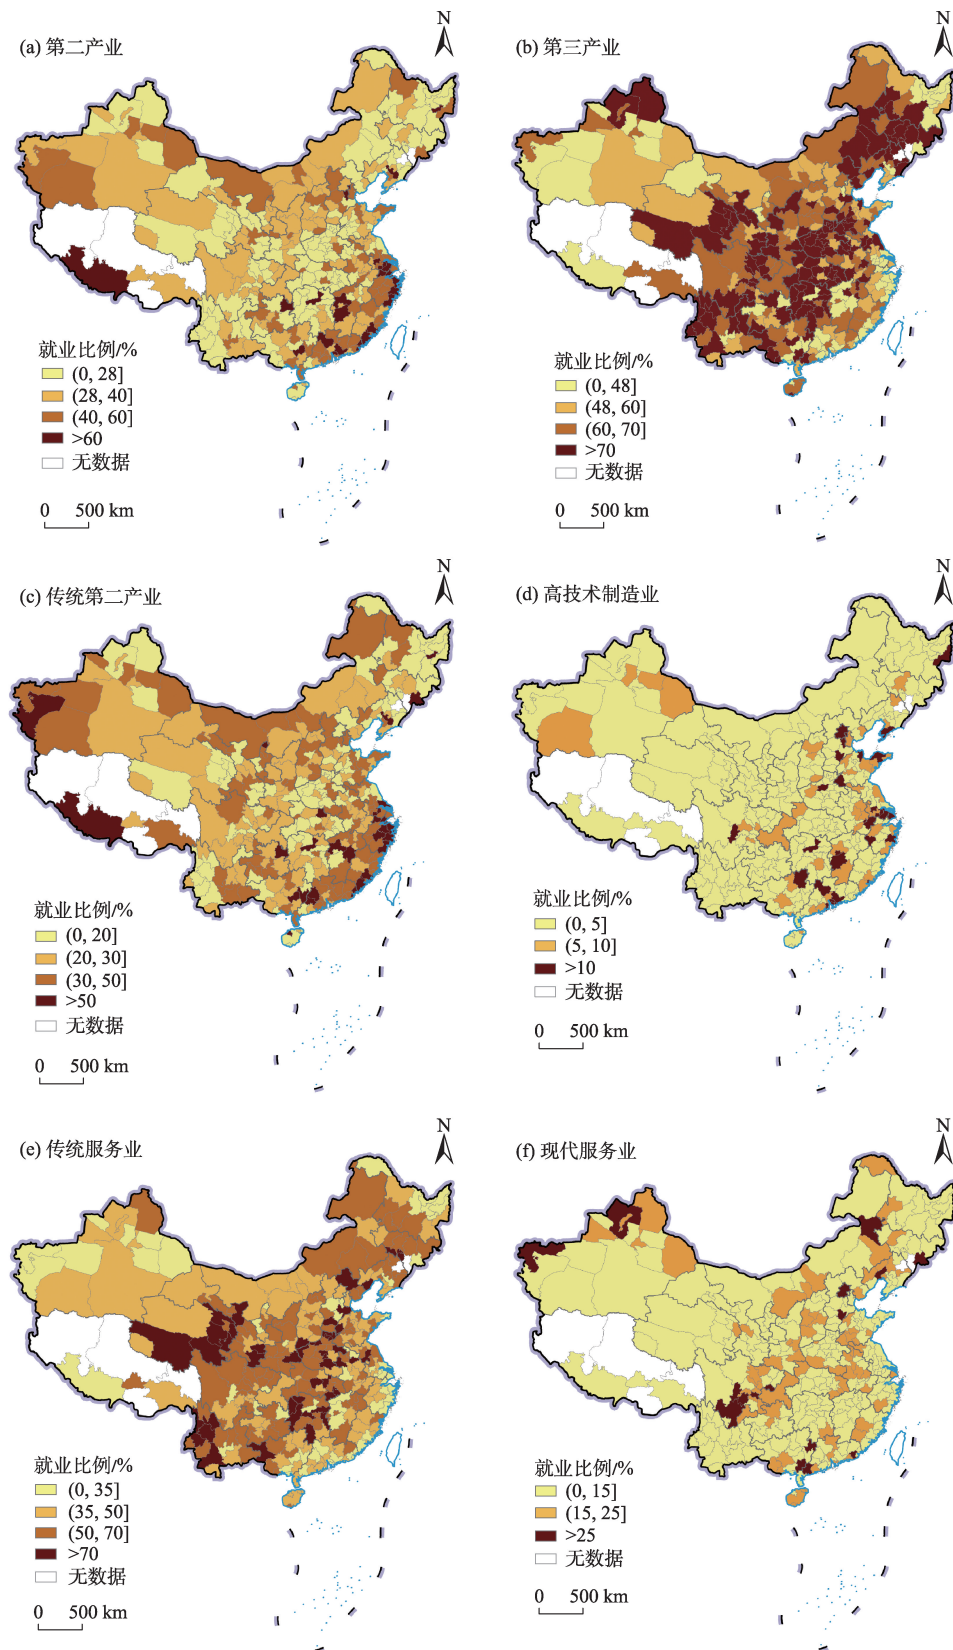 N
(a) 第二产业
就业比例/%
(0, 28]
(28, 40]
(40, 60]
>60
无数据
0 500 km
N
(b) 第三产业
就业比例/%
(0, 48]
(48, 60]
(60, 70]
>70
无数据
0 500 km
N
(c) 传统第二产业
就业比例/%
(0, 20]
(20, 30]
(30, 50]
>50
无数据
0 500 km
N
(d) 高技术制造业
就业比例/%
(0, 5]
(5, 10]
>10
无数据
0 500 km
N
(e) 传统服务业
就业比例/%
(0, 35]
(35, 50]
(50, 70]
>70
无数据
0 500 km
N
(f) 现代服务业
就业比例/%
(0, 15]
(15, 25]
>25
无数据
0 500 km